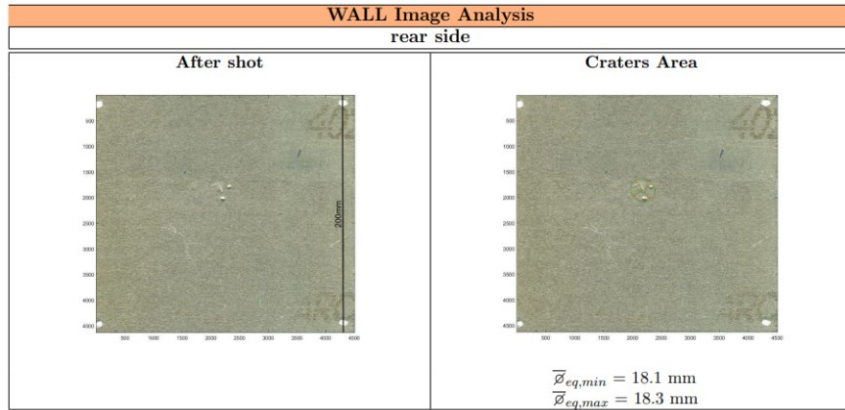 WALL Image Analysis
rear side
After shot
Craters Area
500
1000
1500
2000
2500
3000
3500
4000
500 1000 1500 2000 2500 3000 3500 4000 4500
200mm
402
ARC
500
1000
1500
2000
2500
3000
3500
4000
500 1000 1500 2000 2500 3000 3500 4000 4500
402
ARC
ø̅eq,min = 18.1 mm
ø̅eq,max = 18.3 mm